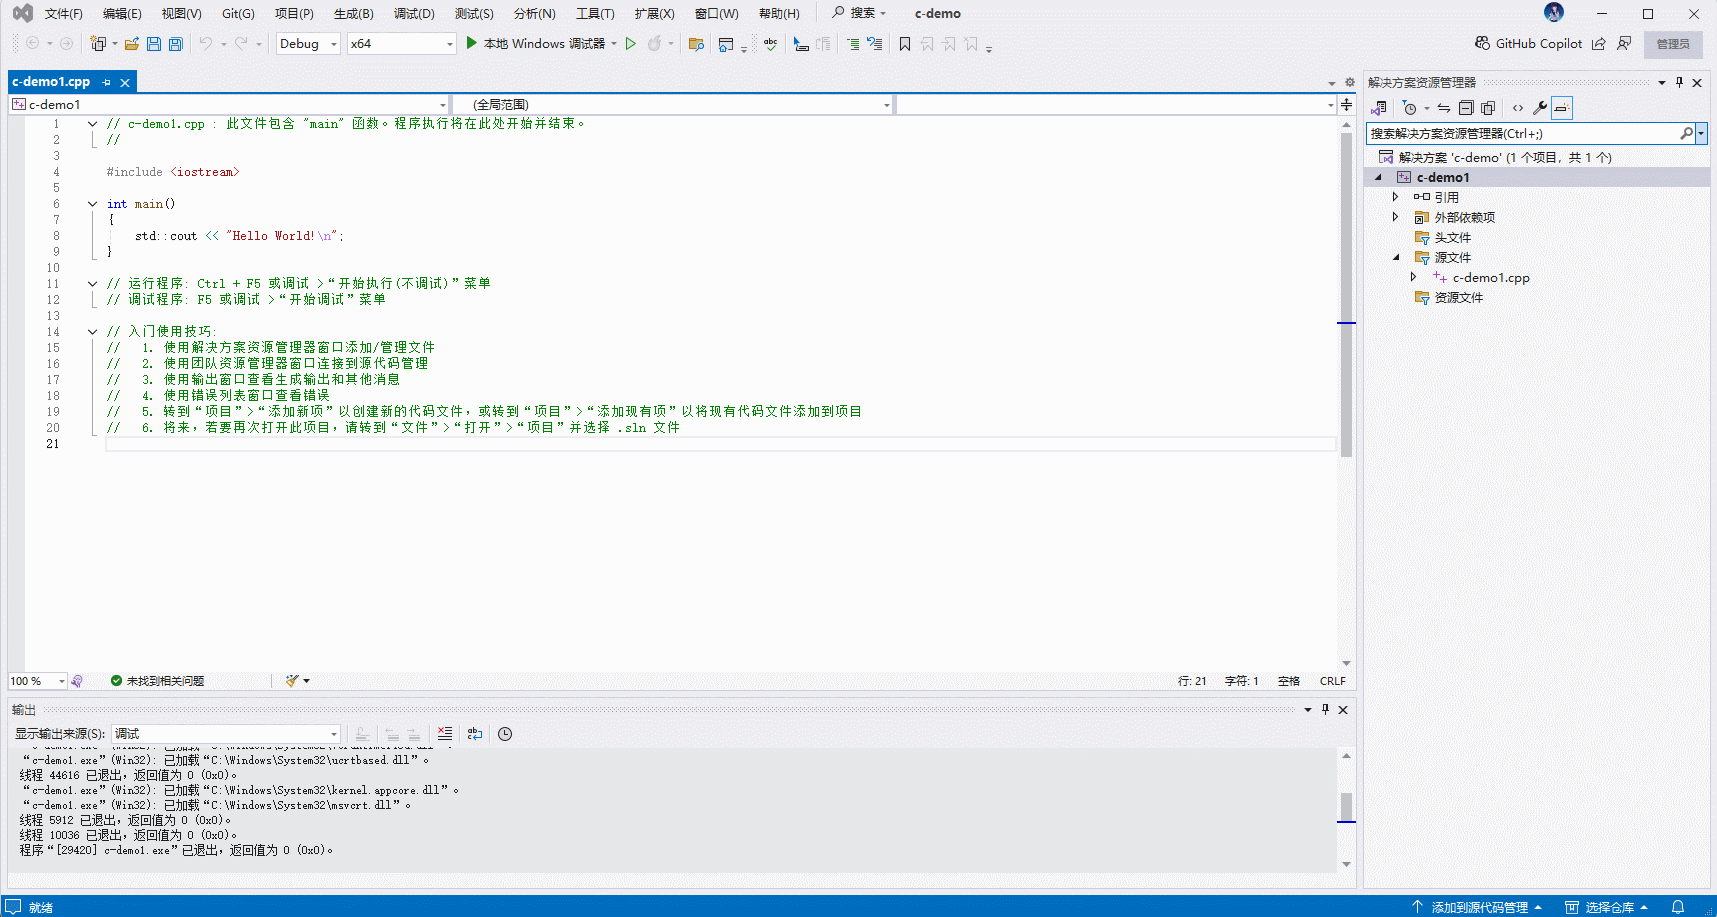 文件(F) 编辑(E) 视图(V) Git(G) 项目(P) 生成(B) 调试(D) 测试(S) 分析(N) 工具(T) 扩展(X) 窗口(W) 帮助(H) 搜索 c-demo
Debug x64 本地 Windows 调试器 GitHub Copilot 管理员
c-demo1.cpp
c-demo1 (全局范围)
1 // c-demo1.cpp : 此文件包含 "main" 函数。程序执行将在此处开始并结束。
2 //
3
4 #include <iostream>
5
6 int main()
7 {
8 std::cout << "Hello World!\n";
9 }
10
11 // 运行程序: Ctrl + F5 或调试 >“开始执行(不调试)”菜单
12 // 调试程序: F5 或调试 >“开始调试”菜单
13
14 // 入门使用技巧:
15 // 1. 使用解决方案资源管理器窗口添加/管理文件
16 // 2. 使用团队资源管理器窗口连接到源代码管理
17 // 3. 使用输出窗口查看生成输出和其他消息
18 // 4. 使用错误列表窗口查看错误
19 // 5. 转到“项目”>“添加新项”以创建新的代码文件，或转到“项目”>“添加现有项”以将现有代码文件添加到项目
20 // 6. 将来，若要再次打开此项目，请转到“文件”>“打开”>“项目”并选择 .sln 文件
21
100 % 未找到相关问题 行: 21 字符: 1 空格 CRLF
输出
显示输出来源(S): 调试
“c-demo1.exe”(Win32): 已加载“C:\Windows\System32\ucrtbased.dll”。
线程 44616 已退出，返回值为 0 (0x0)。
“c-demo1.exe”(Win32): 已加载“C:\Windows\System32\kernel.appcore.dll”。
“c-demo1.exe”(Win32): 已加载“C:\Windows\System32\msvcrt.dll”。
线程 5912 已退出，返回值为 0 (0x0)。
线程 10036 已退出，返回值为 0 (0x0)。
程序“[29420] c-demo1.exe”已退出，返回值为 0 (0x0)。
解决方案资源管理器
搜索解决方案资源管理器(Ctrl+;)
解决方案 'c-demo' (1 个项目，共 1 个)
c-demo1
引用
外部依赖项
头文件
源文件
c-demo1.cpp
资源文件
就绪 添加到源代码管理 选择仓库